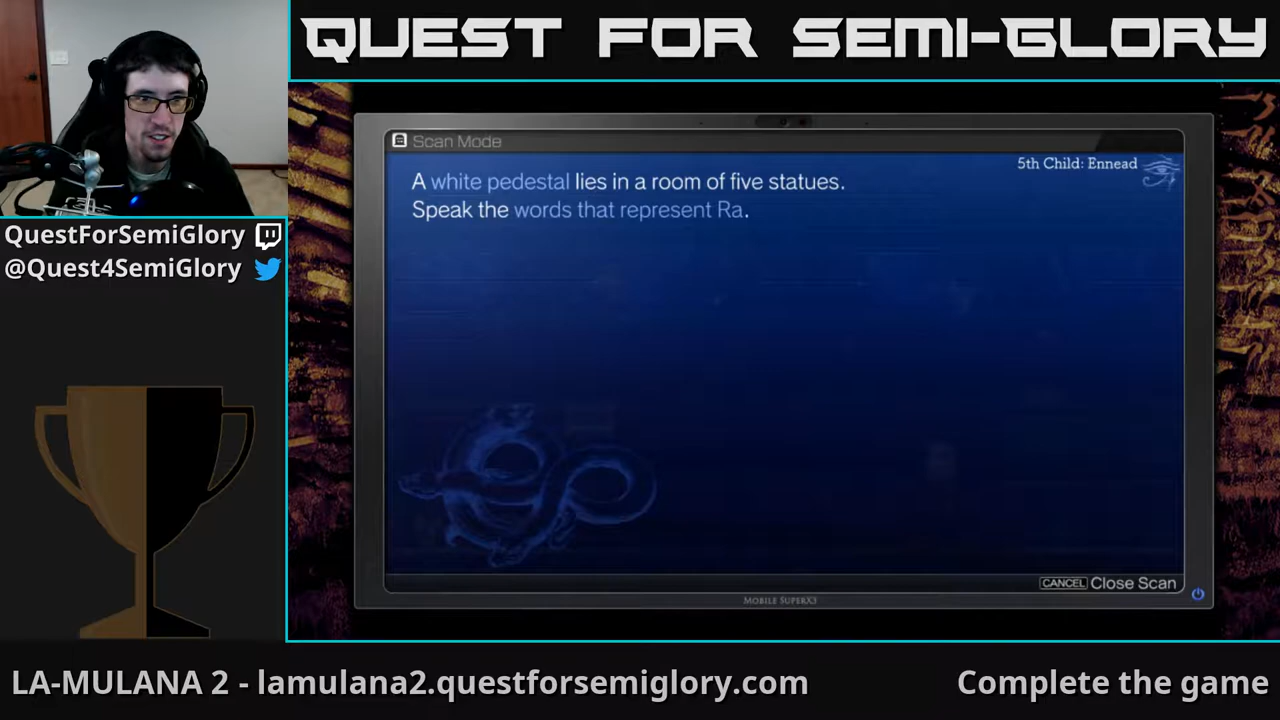 QUEST FOR SEMI-GLORY
Scan Mode
5th Child: Ennead
A white pedestal lies in a room of five statues.
Speak the words that represent Ra.
QuestForSemiGlory
@Quest4SemiGlory
CANCEL Close Scan
MOBILE SUPERX3
LA-MULANA 2 - lamulana2.questforsemiglory.com
Complete the game